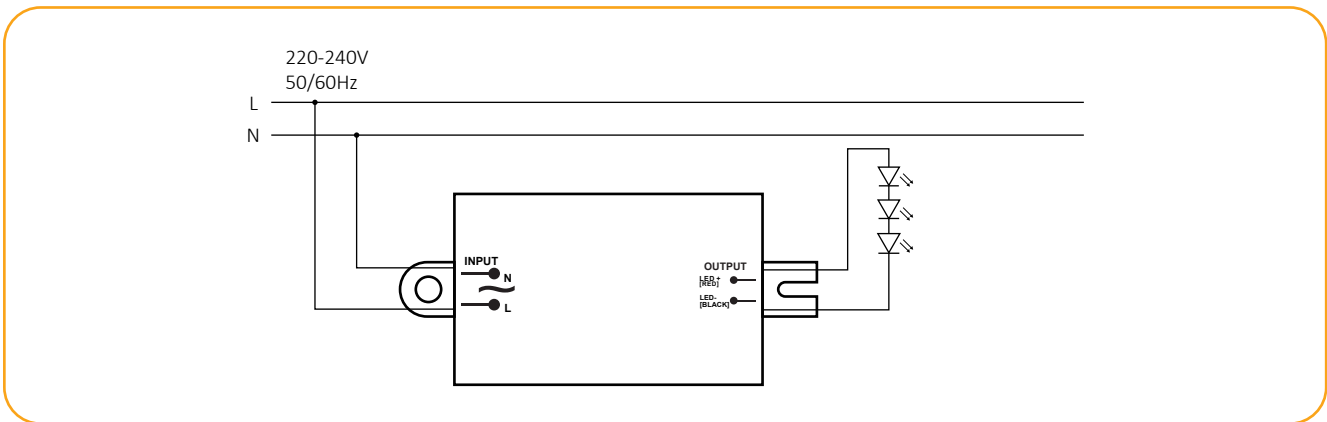 220-240V
50/60Hz
L
N
INPUT
N
L
OUTPUT
LED +
[RED]
LED-
[BLACK]